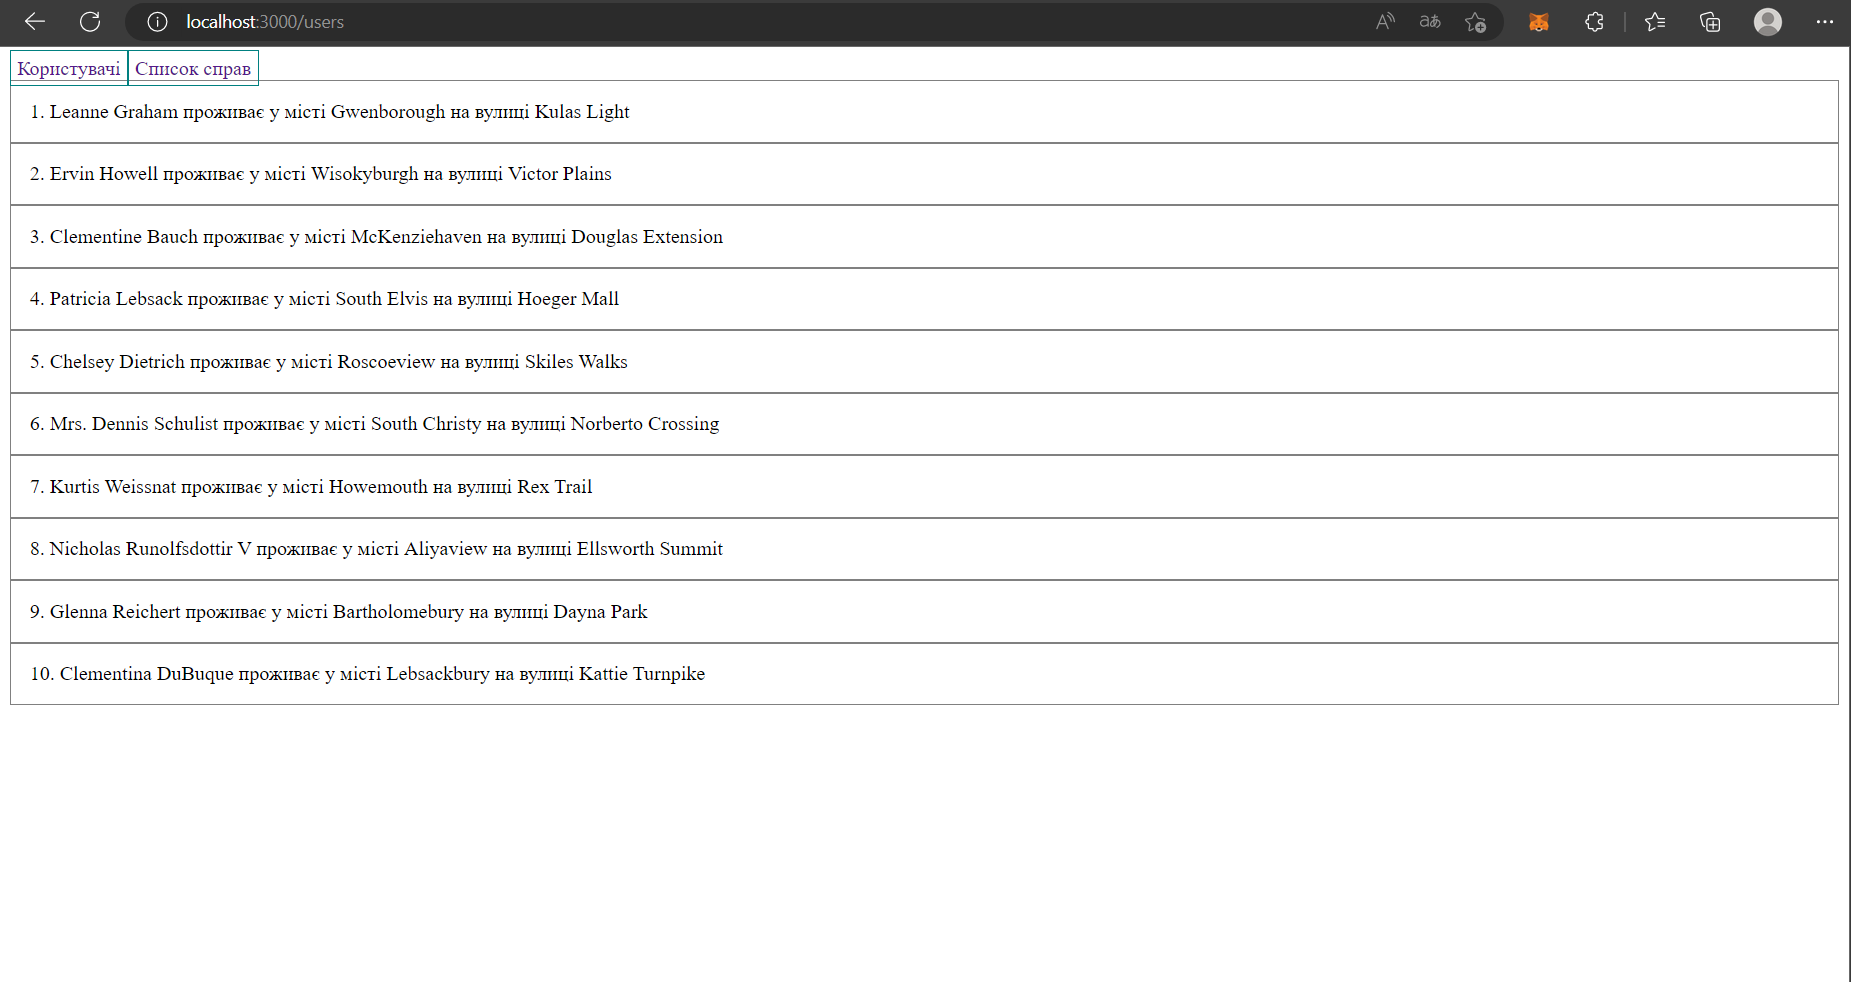 localhost:3000/users
Користувачі Список справ
1. Leanne Graham проживає у місті Gwenborough на вулиці Kulas Light
2. Ervin Howell проживає у місті Wisokyburgh на вулиці Victor Plains
3. Clementine Bauch проживає у місті McKenziehaven на вулиці Douglas Extension
4. Patricia Lebsack проживає у місті South Elvis на вулиці Hoeger Mall
5. Chelsey Dietrich проживає у місті Roscoeview на вулиці Skiles Walks
6. Mrs. Dennis Schulist проживає у місті South Christy на вулиці Norberto Crossing
7. Kurtis Weissnat проживає у місті Howemouth на вулиці Rex Trail
8. Nicholas Runolfsdottir V проживає у місті Aliyaview на вулиці Ellsworth Summit
9. Glenna Reichert проживає у місті Bartholomebury на вулиці Dayna Park
10. Clementina DuBuque проживає у місті Lebsackbury на вулиці Kattie Turnpike